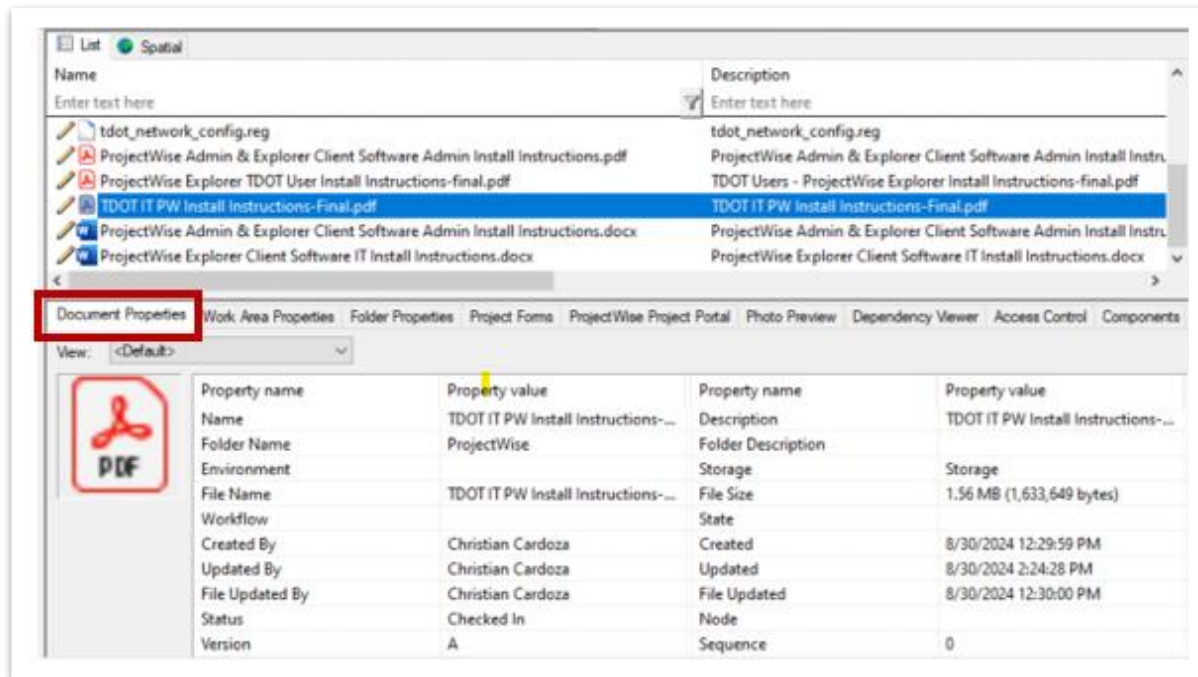 List Spatial
Name Description
Enter text here Enter text here
tdot_network_config.reg tdot_network_config.reg
ProjectWise Admin & Explorer Client Software Admin Install Instructions.pdf ProjectWise Admin & Explorer Client Software Admin Install Instru
ProjectWise Explorer TDOT User Install Instructions-final.pdf TDOT Users - ProjectWise Explorer Install Instructions-final.pdf
TDOT IT PW Install Instructions-Final.pdf TDOT IT PW Install Instructions-Final.pdf
ProjectWise Admin & Explorer Client Software Admin Install Instructions.docx ProjectWise Admin & Explorer Client Software Admin Install Instru
ProjectWise Explorer Client Software IT Install Instructions.docx ProjectWise Explorer Client Software IT Install Instructions.docx
Document Properties Work Area Properties Folder Properties Project Forms ProjectWise Project Portal Photo Preview Dependency Viewer Access Control Components
View: <Default>
PDF
Property name Property value Property name Property value
Name TDOT IT PW Install Instructions-... Description TDOT IT PW Install Instructions-...
Folder Name ProjectWise Folder Description
Environment Storage Storage
File Name TDOT IT PW Install Instructions-... File Size 1.56 MB (1,633,649 bytes)
Workflow State
Created By Christian Cardoza Created 8/30/2024 12:29:59 PM
Updated By Christian Cardoza Updated 8/30/2024 2:24:28 PM
File Updated By Christian Cardoza File Updated 8/30/2024 12:30:00 PM
Status Checked In Node
Version A Sequence 0